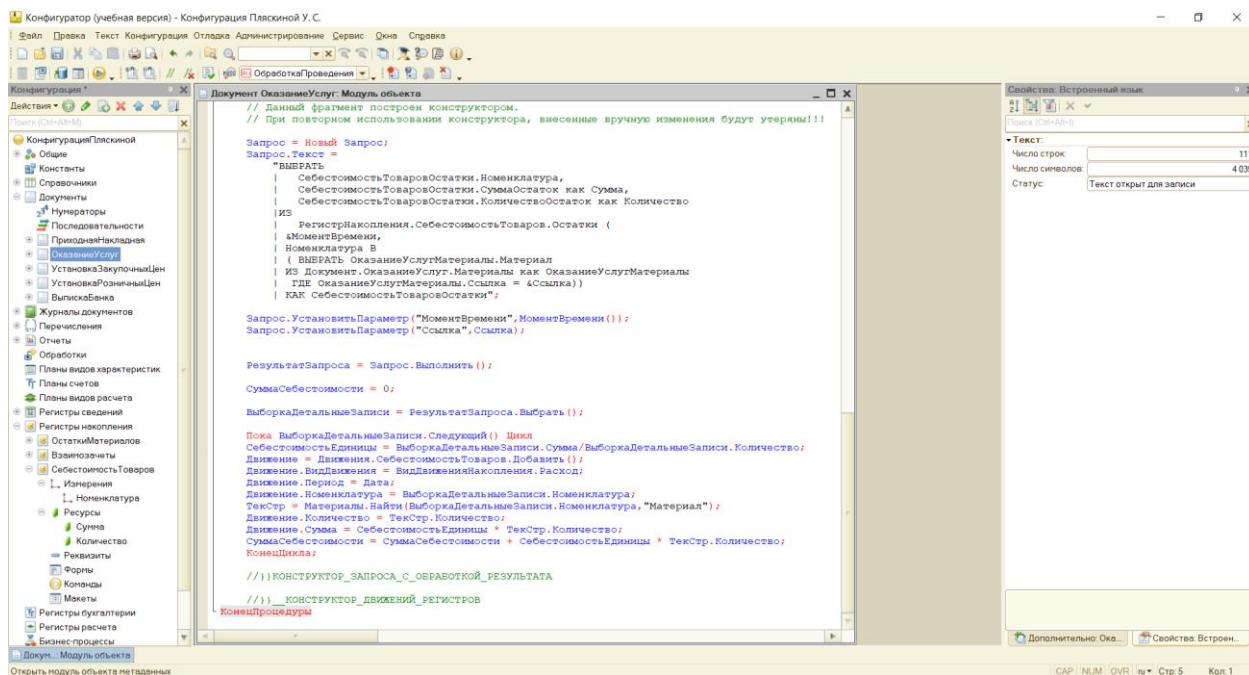 Конфигуратор (учебная версия) - Конфигурация Пляскиной У. С.
Файл Правка Текст Конфигурация Отладка Администрирование Сервис Окна Справка
ОбработкаПроведения
Конфигурация *
Действия
Поиск (Ctrl+Alt+M)
КонфигурацияПляскиной
Общие
Константы
Справочники
Документы
Нумераторы
Последовательности
ПриходнаяНакладная
ОказаниеУслуг
УстановкаЗакупочныхЦен
УстановкаРозничныхЦен
ВыпискаБанка
Журналы документов
Перечисления
Отчеты
Обработки
Планы видов характеристик
Планы счетов
Планы видов расчета
Регистры сведений
Регистры накопления
ОстаткиМатериалов
Взаиморасчеты
СебестоимостьТоваров
Измерения
Номенклатура
Ресурсы
Сумма
Количество
Реквизиты
Формы
Команды
Макеты
Регистры бухгалтерии
Регистры расчета
Бизнес-процессы
Документ ОказаниеУслуг: Модуль объекта
// Данный фрагмент построен конструктором.
// При повторном использовании конструктора, внесенные вручную изменения будут утеряны!!!
Запрос = Новый Запрос;
Запрос.Текст =
"ВЫБРАТЬ
| СебестоимостьТоваровОстатки.Номенклатура,
| СебестоимостьТоваровОстатки.СуммаОстаток как Сумма,
| СебестоимостьТоваровОстатки.КоличествоОстаток как Количество
|ИЗ
| РегистрНакопления.СебестоимостьТоваров.Остатки (
| &МоментВремени,
| Номенклатура В
| ( ВЫБРАТЬ ОказаниеУслугМатериалы.Материал
| ИЗ Документ.ОказаниеУслуг.Материалы как ОказаниеУслугМатериалы
| ГДЕ ОказаниеУслугМатериалы.Ссылка = &Ссылка))
| КАК СебестоимостьТоваровОстатки";
Запрос.УстановитьПараметр("МоментВремени",МоментВремени());
Запрос.УстановитьПараметр("Ссылка",Ссылка);
РезультатЗапроса = Запрос.Выполнить();
СуммаСебестоимости = 0;
ВыборкаДетальныеЗаписи = РезультатЗапроса.Выбрать();
Пока ВыборкаДетальныеЗаписи.Следующий() Цикл
СебестоимостьЕдиницы = ВыборкаДетальныеЗаписи.Сумма/ВыборкаДетальныеЗаписи.Количество;
Движение = Движения.СебестоимостьТоваров.Добавить();
Движение.ВидДвижения = ВидДвиженияНакопления.Расход;
Движение.Период = Дата;
Движение.Номенклатура = ВыборкаДетальныеЗаписи.Номенклатура;
ТекСтр = Материалы.Найти(ВыборкаДетальныеЗаписи.Номенклатура,"Материал");
Движение.Количество = ТекСтр.Количество;
Движение.Сумма = СебестоимостьЕдиницы * ТекСтр.Количество;
СуммаСебестоимости = СуммаСебестоимости + СебестоимостьЕдиницы * ТекСтр.Количество;
КонецЦикла;
//}}КОНСТРУКТОР_ЗАПРОСА_С_ОБРАБОТКОЙ_РЕЗУЛЬТАТА
//}}__КОНСТРУКТОР_ДВИЖЕНИЙ_РЕГИСТРОВ
КонецПроцедуры
Свойства: Встроенный язык
Поиск (Ctrl+Alt+I)
Текст:
Число строк:
Число символов:
Статус: Текст открыт для записи
Дополнительно: Ока...
Свойства: Встроен...
Докум...: Модуль объекта
Открыть модуль объекта метаданных
CAP NUM OVR ru Стр: 5 Кол: 1